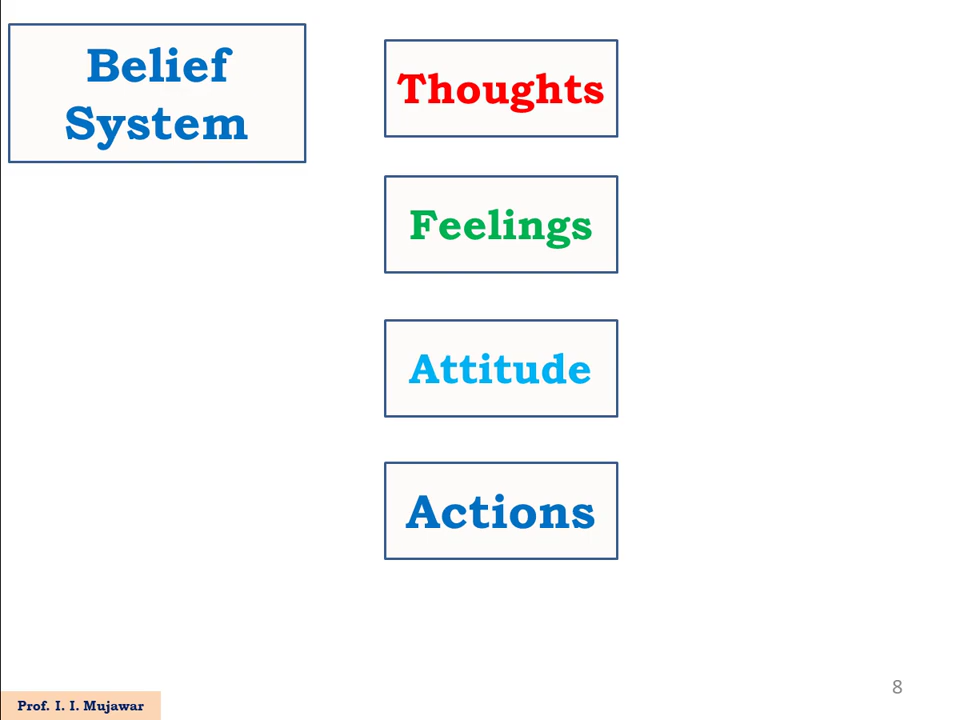 Belief
System
Thoughts
Feelings
Attitude
Actions
8
Prof. I. I. Mujawar